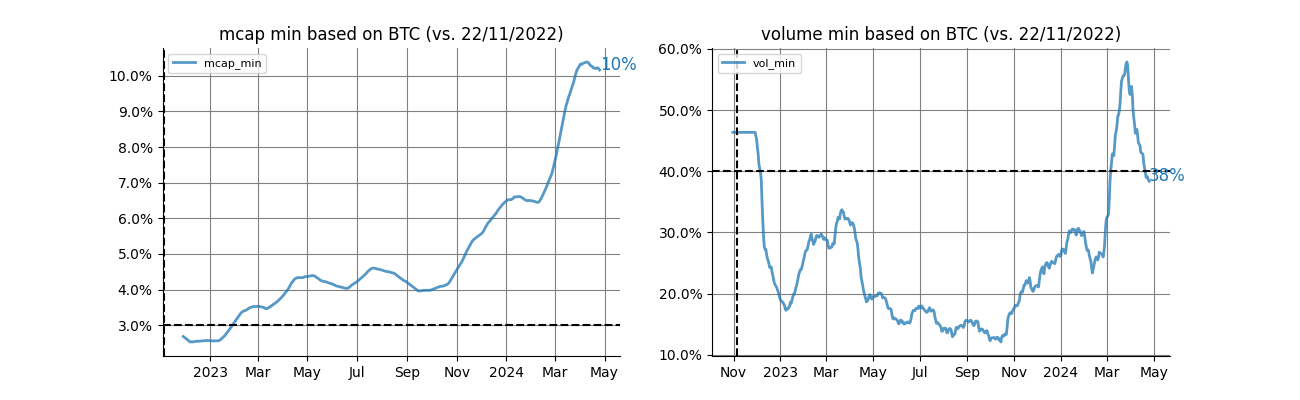 mcap min based on BTC (vs. 22/11/2022)
mcap_min
10%
10.0%
9.0%
8.0%
7.0%
6.0%
5.0%
4.0%
3.0%
2023 Mar May Jul Sep Nov 2024 Mar May
volume min based on BTC (vs. 22/11/2022)
vol_min
60.0%
50.0%
40.0%
38%
30.0%
20.0%
10.0%
Nov 2023 Mar May Jul Sep Nov 2024 Mar May